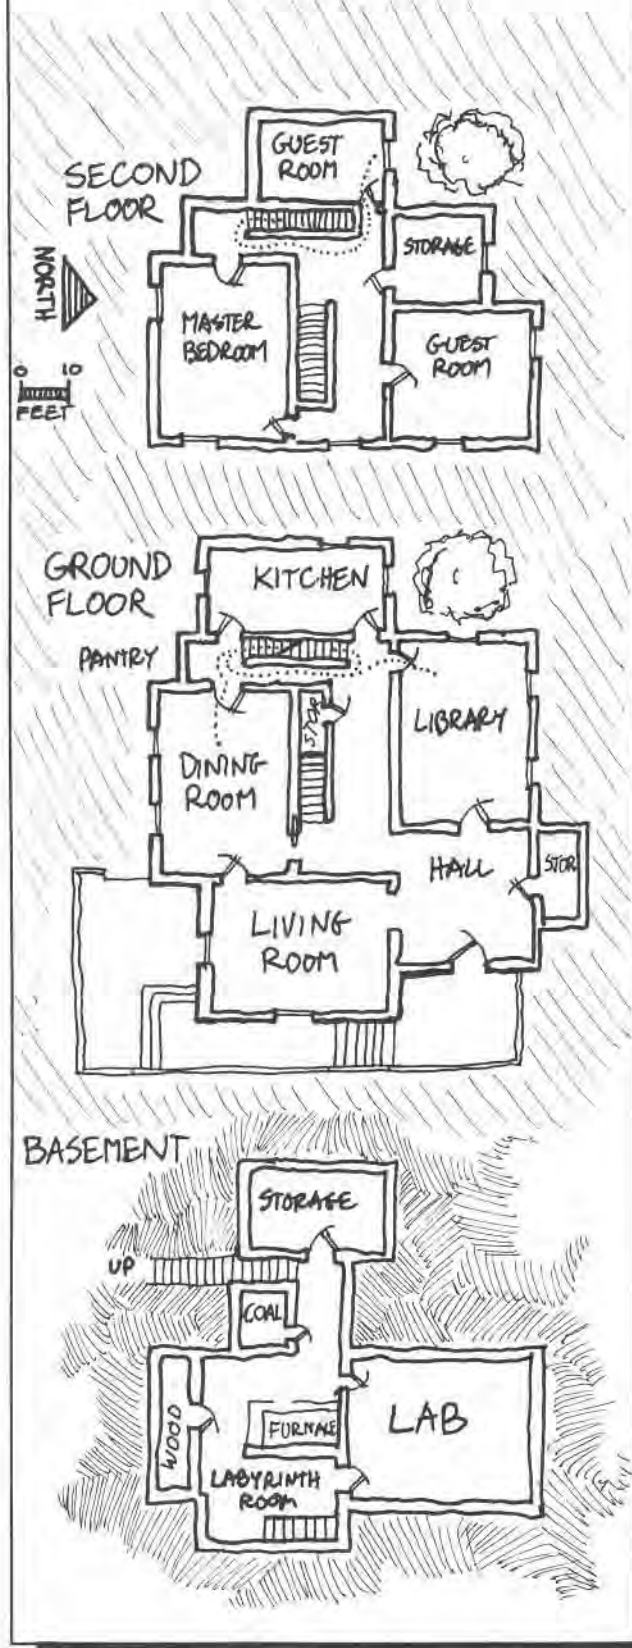 SECOND
FLOOR
GUEST
ROOM
STORAGE
NORTH
MASTER
BEDROOM
GUEST
ROOM
0 10
FEET
GROUND
FLOOR
KITCHEN
PANTRY
STOR
LIBRARY
DINING
ROOM
HALL
STOR
LIVING
ROOM
BASEMENT
STORAGE
UP
COAL
WOOD
FURNACE
LAB
LABYRINTH
ROOM